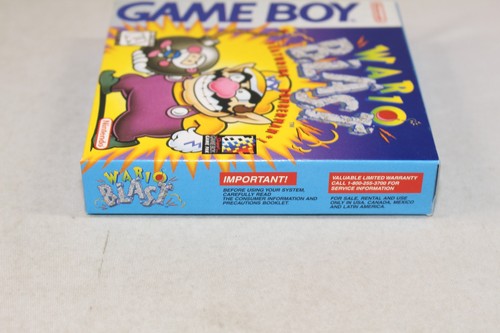 GAME BOY
Nintendo
WARIO
BLAST
FEATURING BOMBERMAN!
Nintendo
WARIO
BLAST
IMPORTANT!
BEFORE USING YOUR SYSTEM,
CAREFULLY READ
THE CONSUMER INFORMATION AND
PRECAUTIONS BOOKLET.
VALUABLE LIMITED WARRANTY
CALL 1-800-255-3700 FOR
SERVICE INFORMATION
FOR SALE, RENTAL AND USE
ONLY IN USA, CANADA, MEXICO
AND LATIN AMERICA.